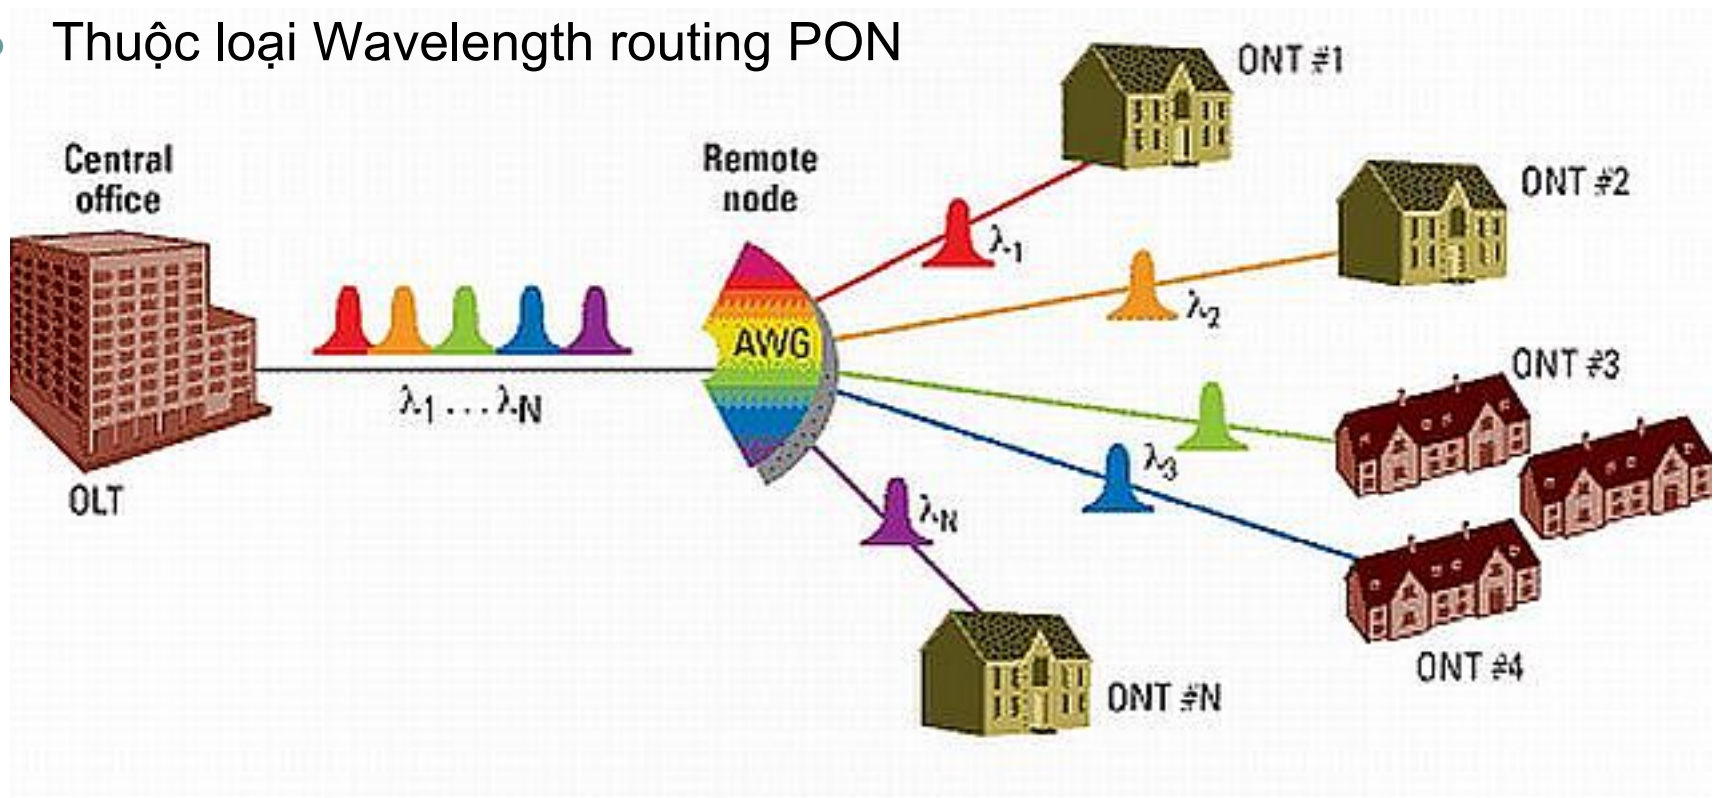 Thuộc loại Wavelength routing PON
ONT #1
Central
office
Remote
node
ONT #2
λ1
λ2
AWG
ONT #3
λ1...λN
λ3
OLT
λN
ONT #4
ONT #N